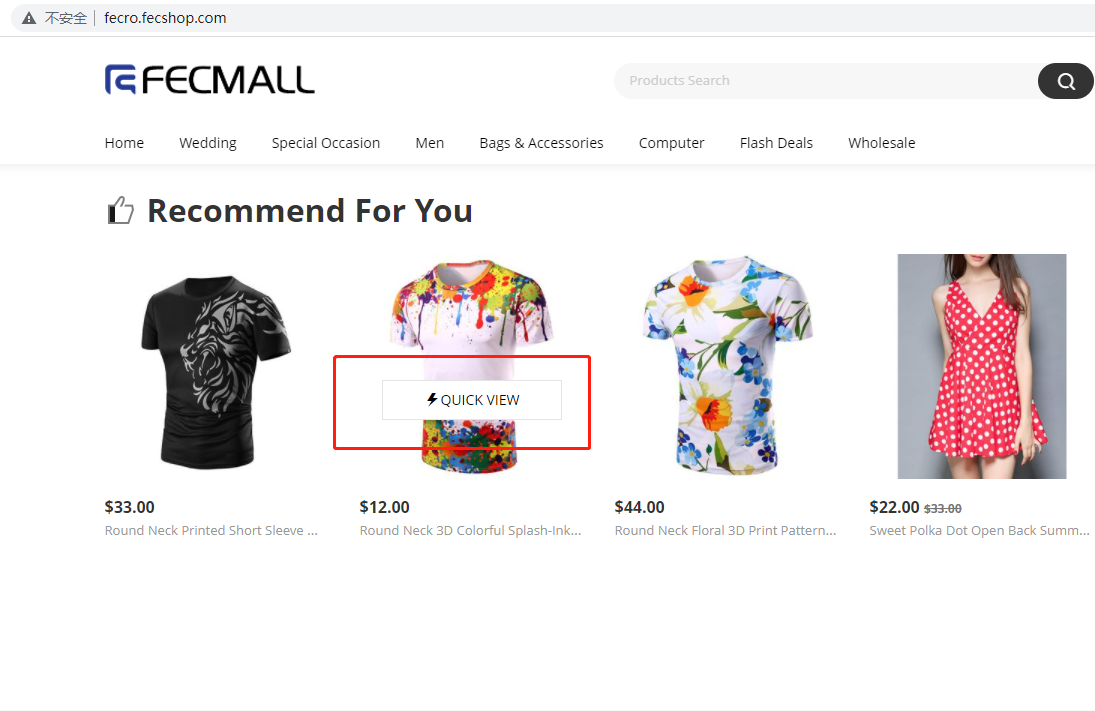 不安全 fecro.fecshop.com
FECMALL
Products Search
Home Wedding Special Occasion Men Bags & Accessories Computer Flash Deals Wholesale
Recommend For You
QUICK VIEW
$33.00 $12.00 $44.00 $22.00 $33.00
Round Neck Printed Short Sleeve ... Round Neck 3D Colorful Splash-Ink... Round Neck Floral 3D Print Pattern... Sweet Polka Dot Open Back Summ...